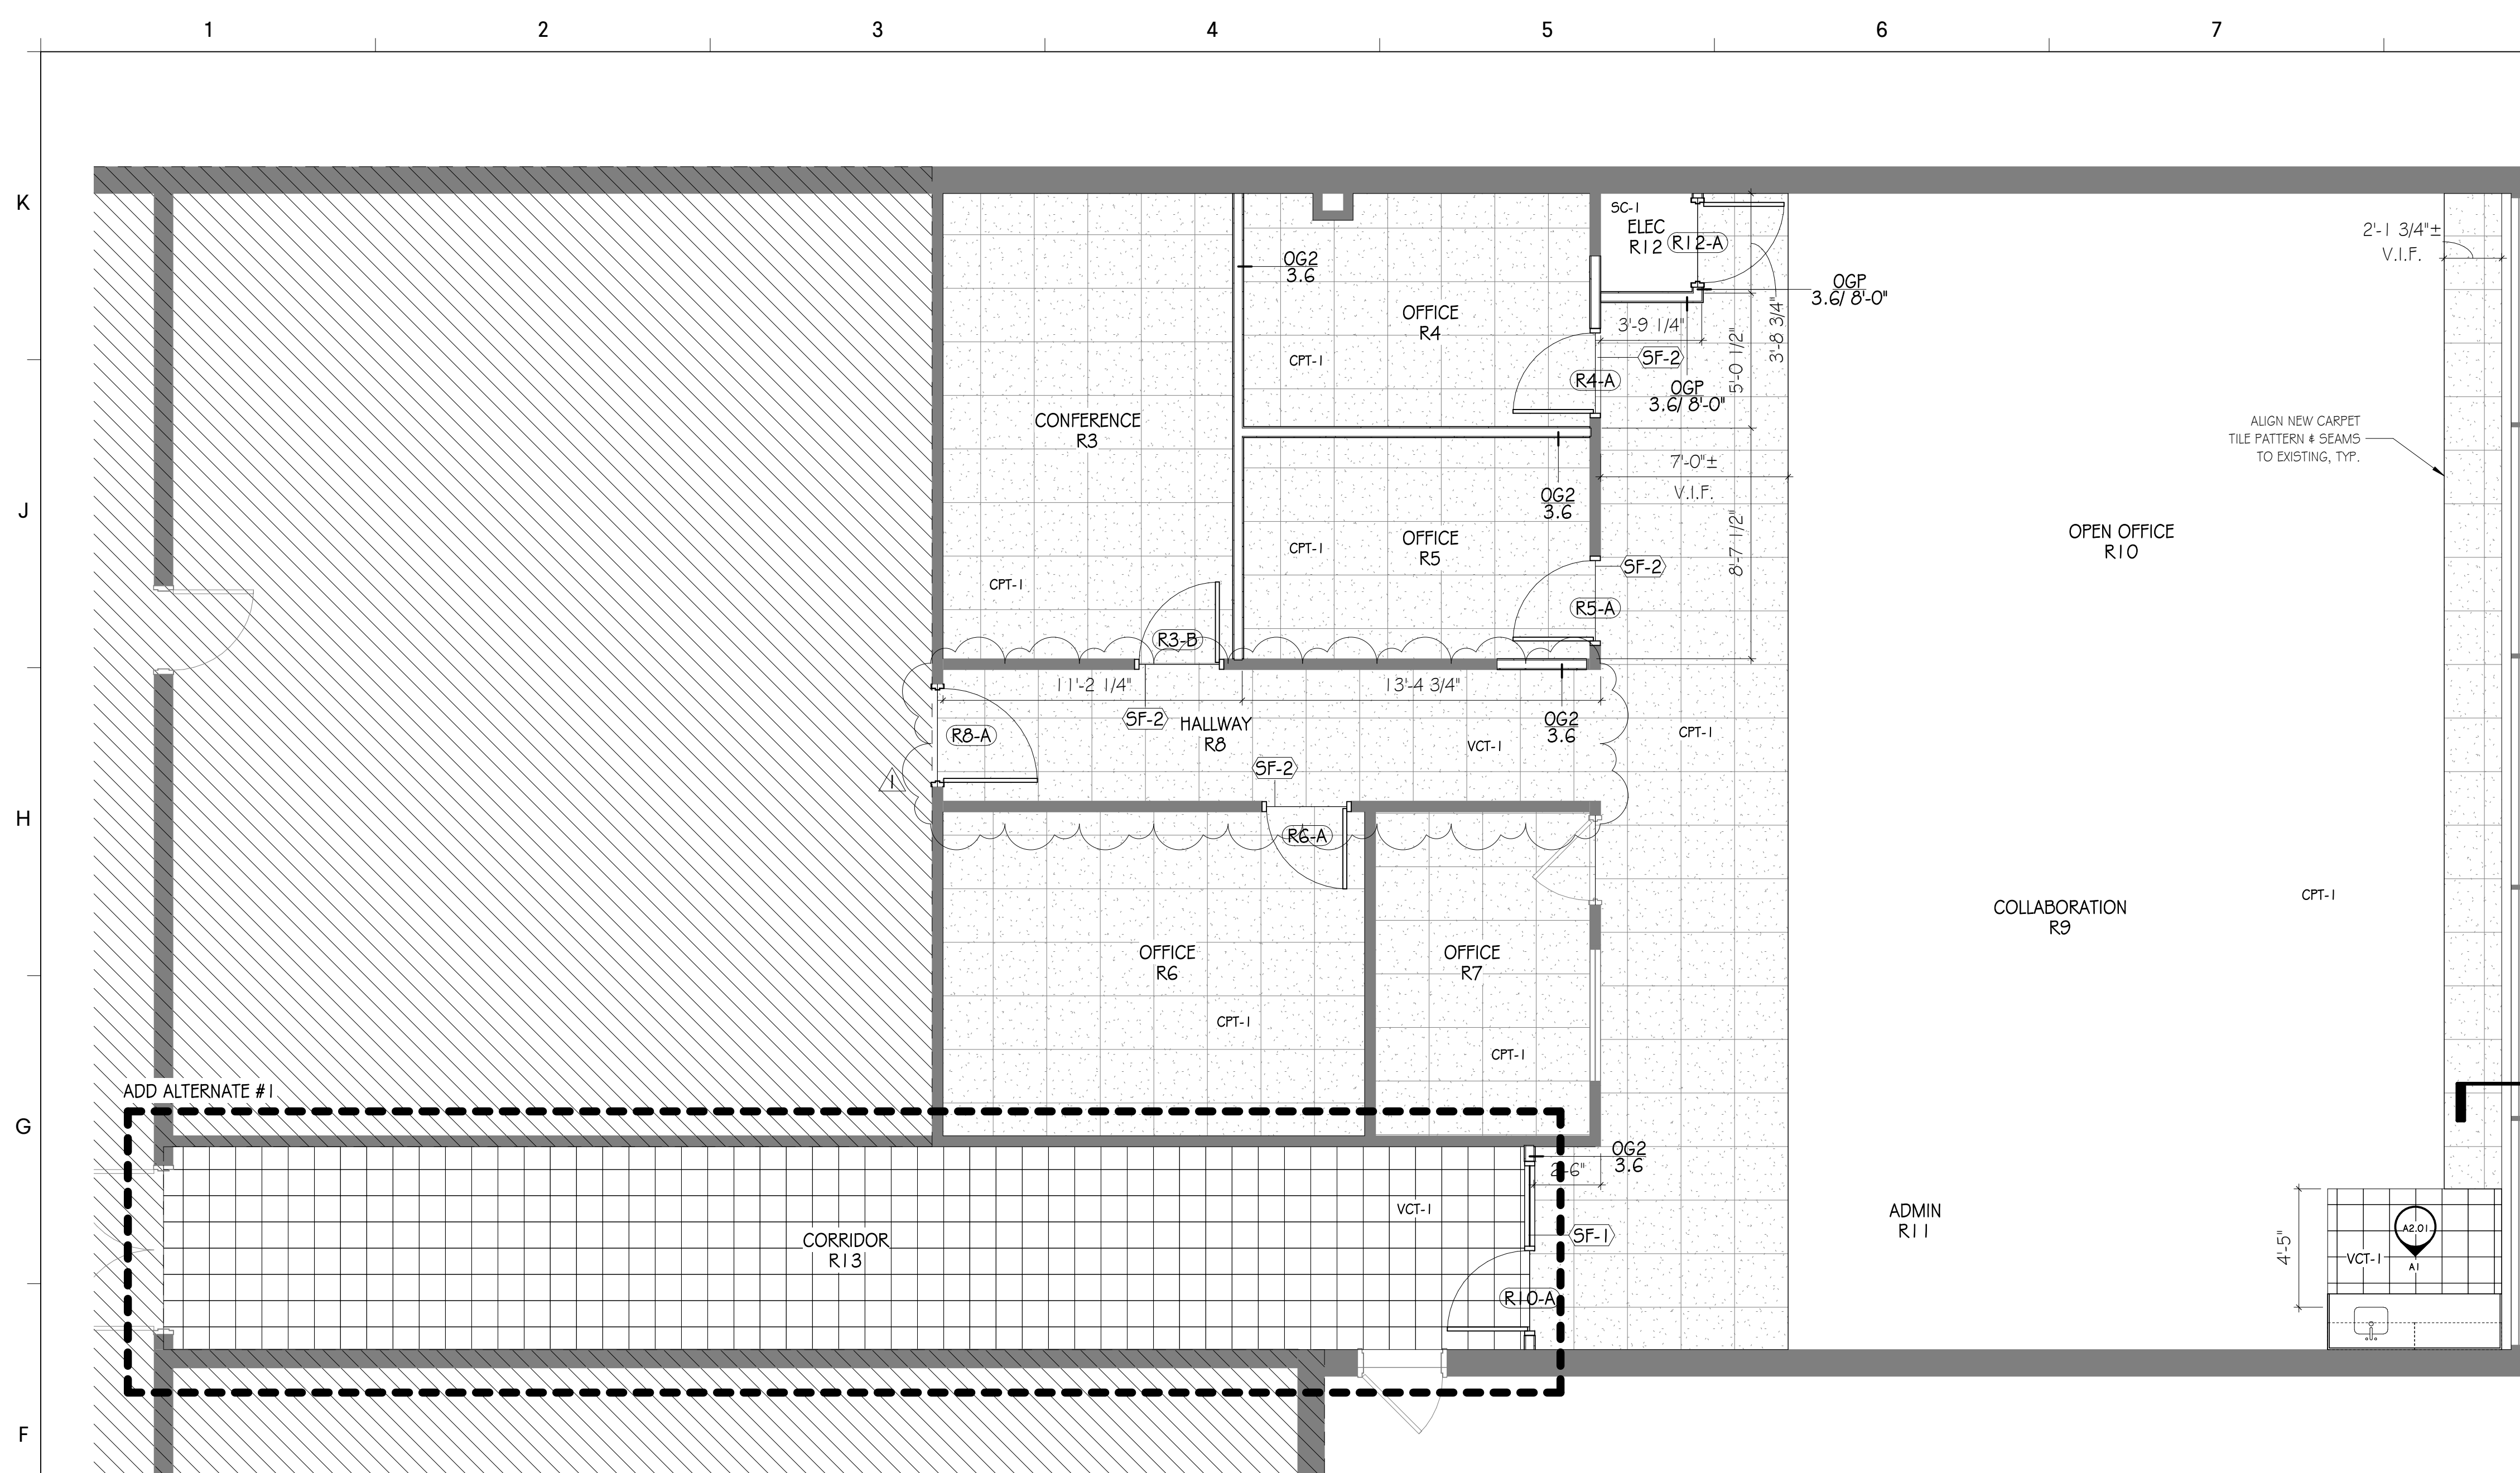 1 2 3 4 5 6 7
K
SC-1
ELEC
R12
R12-A
2'-1 3/4"±
V.I.F.
OG2
3.6
OGP
3.6/ 8'-0"
OFFICE
R4
3'-9 1/4"
5'-0 1/2"
3'-8 3/4"
CPT-1
SF-2
R4-A
OGP
3.6/ 8'-0"
CONFERENCE
R3
ALIGN NEW CARPET
TILE PATTERN & SEAMS
TO EXISTING, TYP.
7'-0"±
V.I.F.
J
OG2
3.6
OPEN OFFICE
R10
OFFICE
R5
CPT-1
8'-7 1/2"
SF-2
CPT-1
R5-A
R3-B
11'-2 1/4"
13'-4 3/4"
SF-2
HALLWAY
R8
OG2
3.6
R8-A
VCT-1
CPT-1
SF-2
1
H
R6-A
CPT-1
COLLABORATION
R9
OFFICE
R6
OFFICE
R7
CPT-1
CPT-1
ADD ALTERNATE #1
G
OG2
3.6
2'-6"
VCT-1
ADMIN
R11
SF-1
CORRIDOR
R13
4'-5"
A2.01
VCT-1
A1
R10-A
F